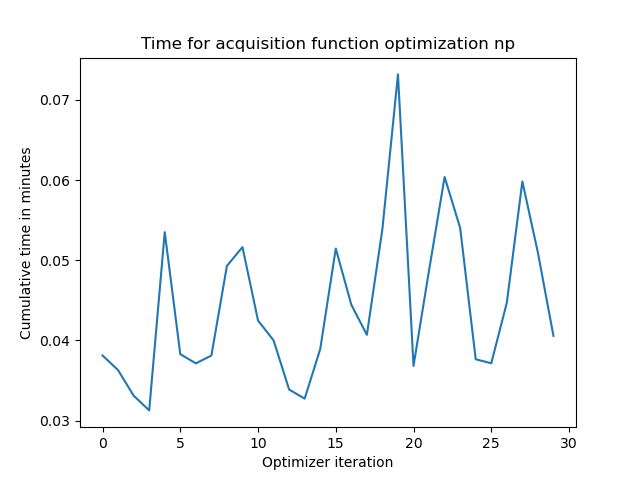 Time for acquisition function optimization np
Cumulative time in minutes
0.07
0.06
0.05
0.04
0.03
0 5 10 15 20 25 30
Optimizer iteration